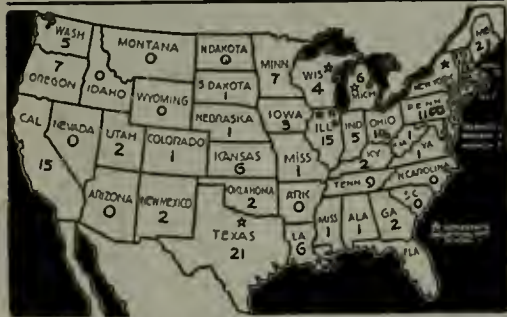 WASH
5
MONTANA
0
N DAKOTA
0
MINN
7
WIS
4
6
MICH
ME
2
NEW YORK
7
OREGON
0
IDAHO
WYOMING
0
S DAKOTA
1
IOWA
PENN
NEBRASKA
1
ILL
15
IND
5
OHIO
CAL
15
NEVADA
0
UTAH
2
COLORADO
1
KANSAS
6
MISS
1
KY
2
VA
1
TENN
N CAROLINA
0
ARIZONA
0
NEW MEXICO
2
OKLAHOMA
2
ARK
0
S C
0
TEXAS
21
LA
6
MISS
1
ALA
1
GA
2
FLA